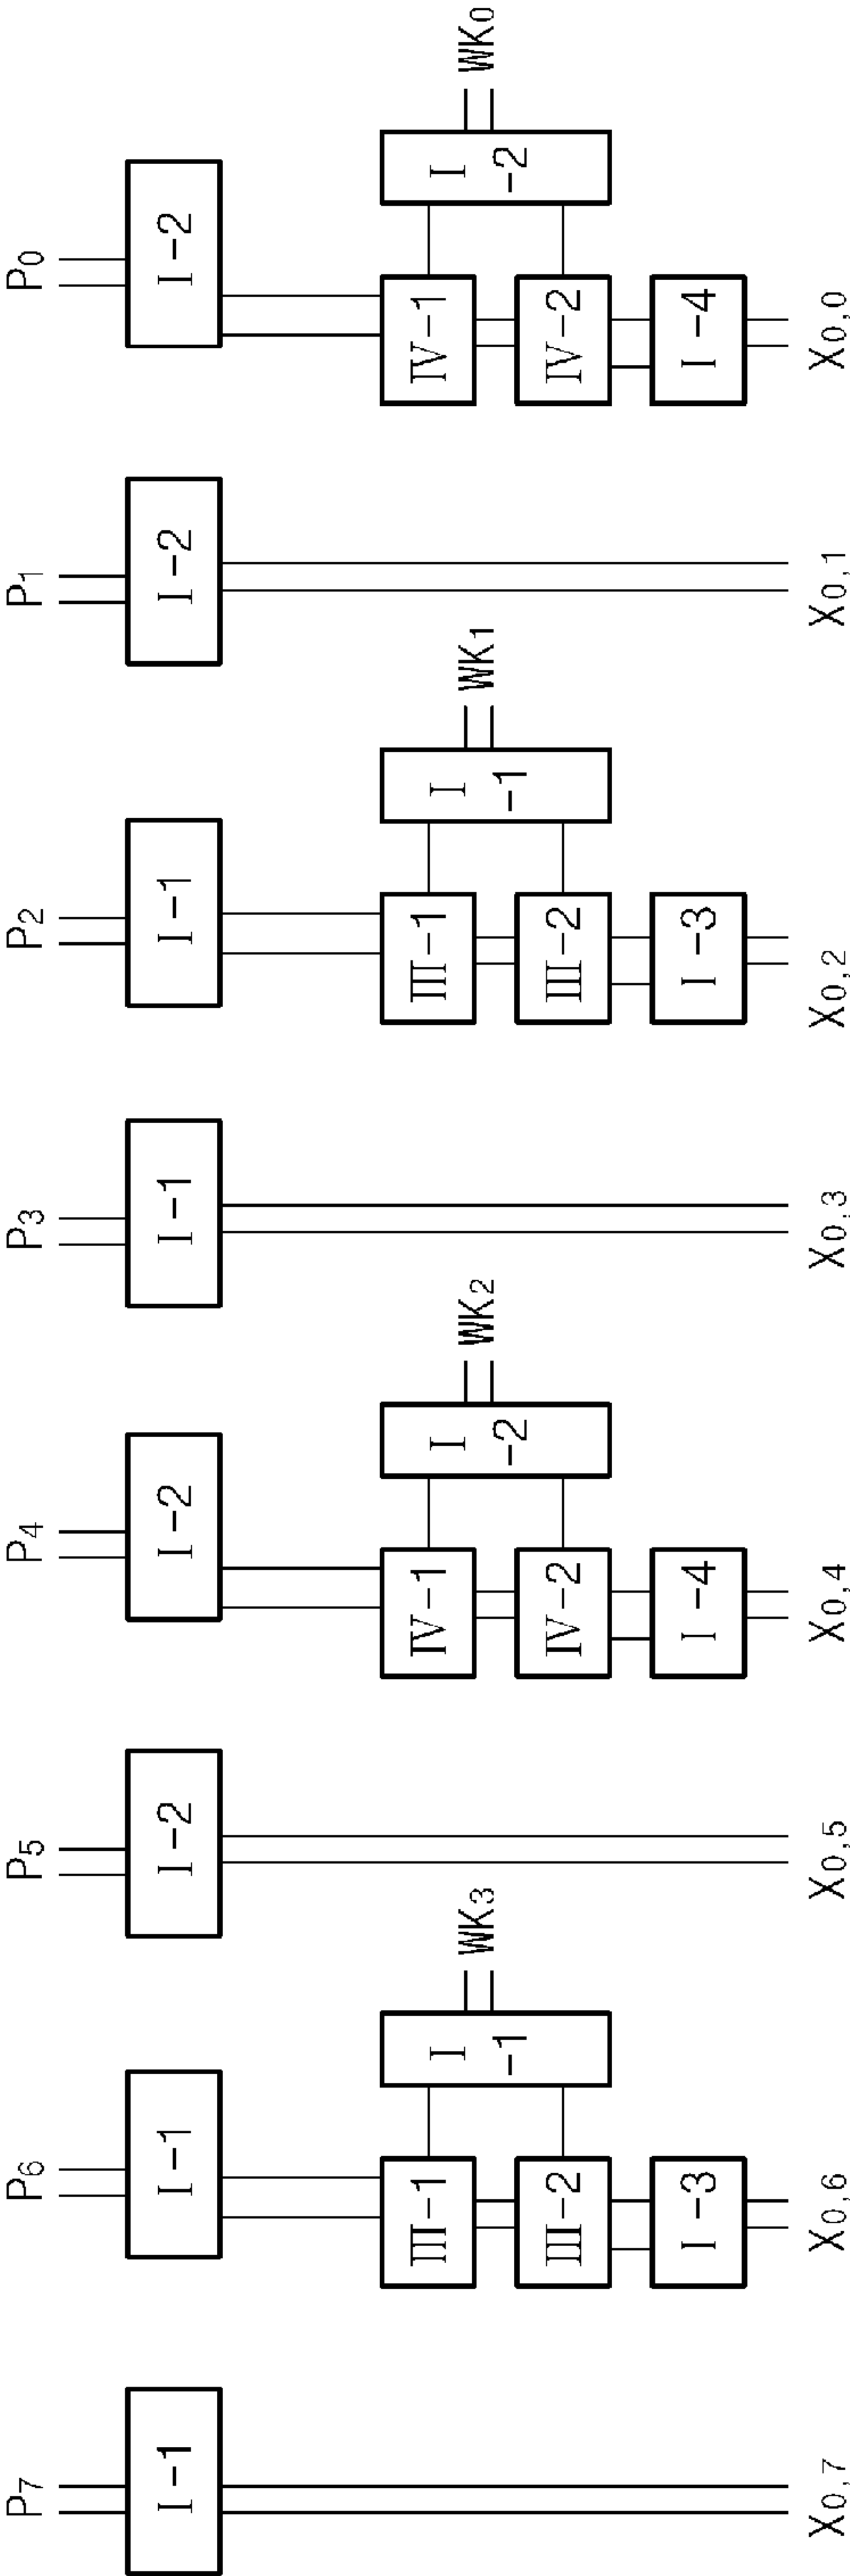 P7 P6 P5 P4 P3 P2 P1 P0
I-1 I-1 I-2 I-2 I-1 I-1 I-2 I-2
III-1 I-1 WK3 IV-1 I-2 WK2 III-1 I-1 WK1 IV-1 I-2 WK0
III-2 IV-2 III-2 IV-2
I-3 I-4 I-3 I-4
X0,7 X0,6 X0,5 X0,4 X0,3 X0,2 X0,1 X0,0